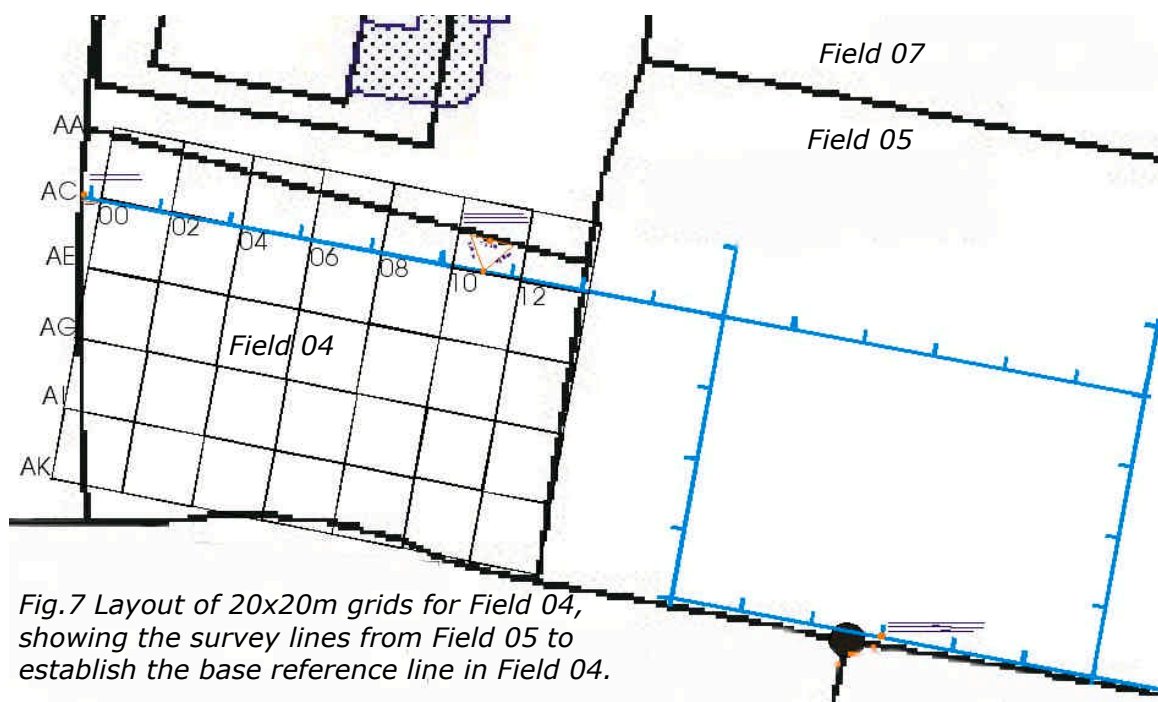 Field 07
Field 05
AA
AC
00
02
04
06
08
10
12
AE
AG
Field 04
AI
AK
Fig.7 Layout of 20x20m grids for Field 04,
showing the survey lines from Field 05 to
establish the base reference line in Field 04.